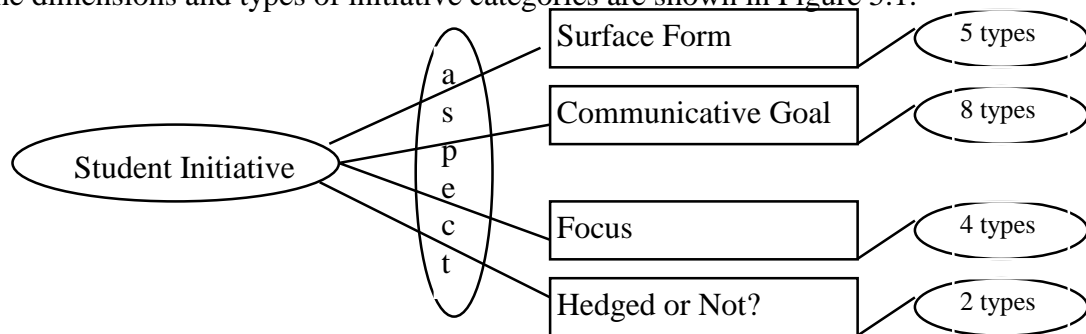 he dimensions and types of initiative categories are shown in Figure 3.1.
Surface Form
5 types
a
s
p
e
c
t
Communicative Goal
8 types
Student Initiative
Focus
4 types
Hedged or Not?
2 types